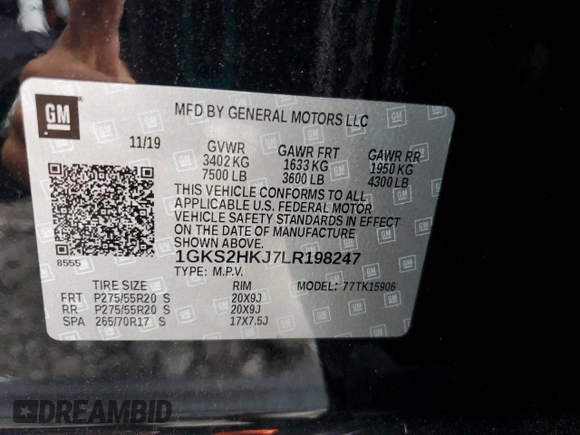 GM
MFD BY GENERAL MOTORS LLC
11/19 GVWR GAWR FRT GAWR RR
3402 KG 1633 KG 1950 KG
7500 LB 3600 LB 4300 LB
THIS VEHICLE CONFORMS TO ALL
APPLICABLE U.S. FEDERAL MOTOR
VEHICLE SAFETY STANDARDS IN EFFECT
ON THE DATE OF MANUFACTURE
SHOWN ABOVE.
8555 1GKS2HKJ7LR198247
TYPE: M.P.V.
TIRE SIZE RIM MODEL: 77TK15906
FRT P275/55R20 S 20X9J
RR P275/55R20 S 20X9J
SPA 265/70R17 S 17X7.5J
DREAMBID